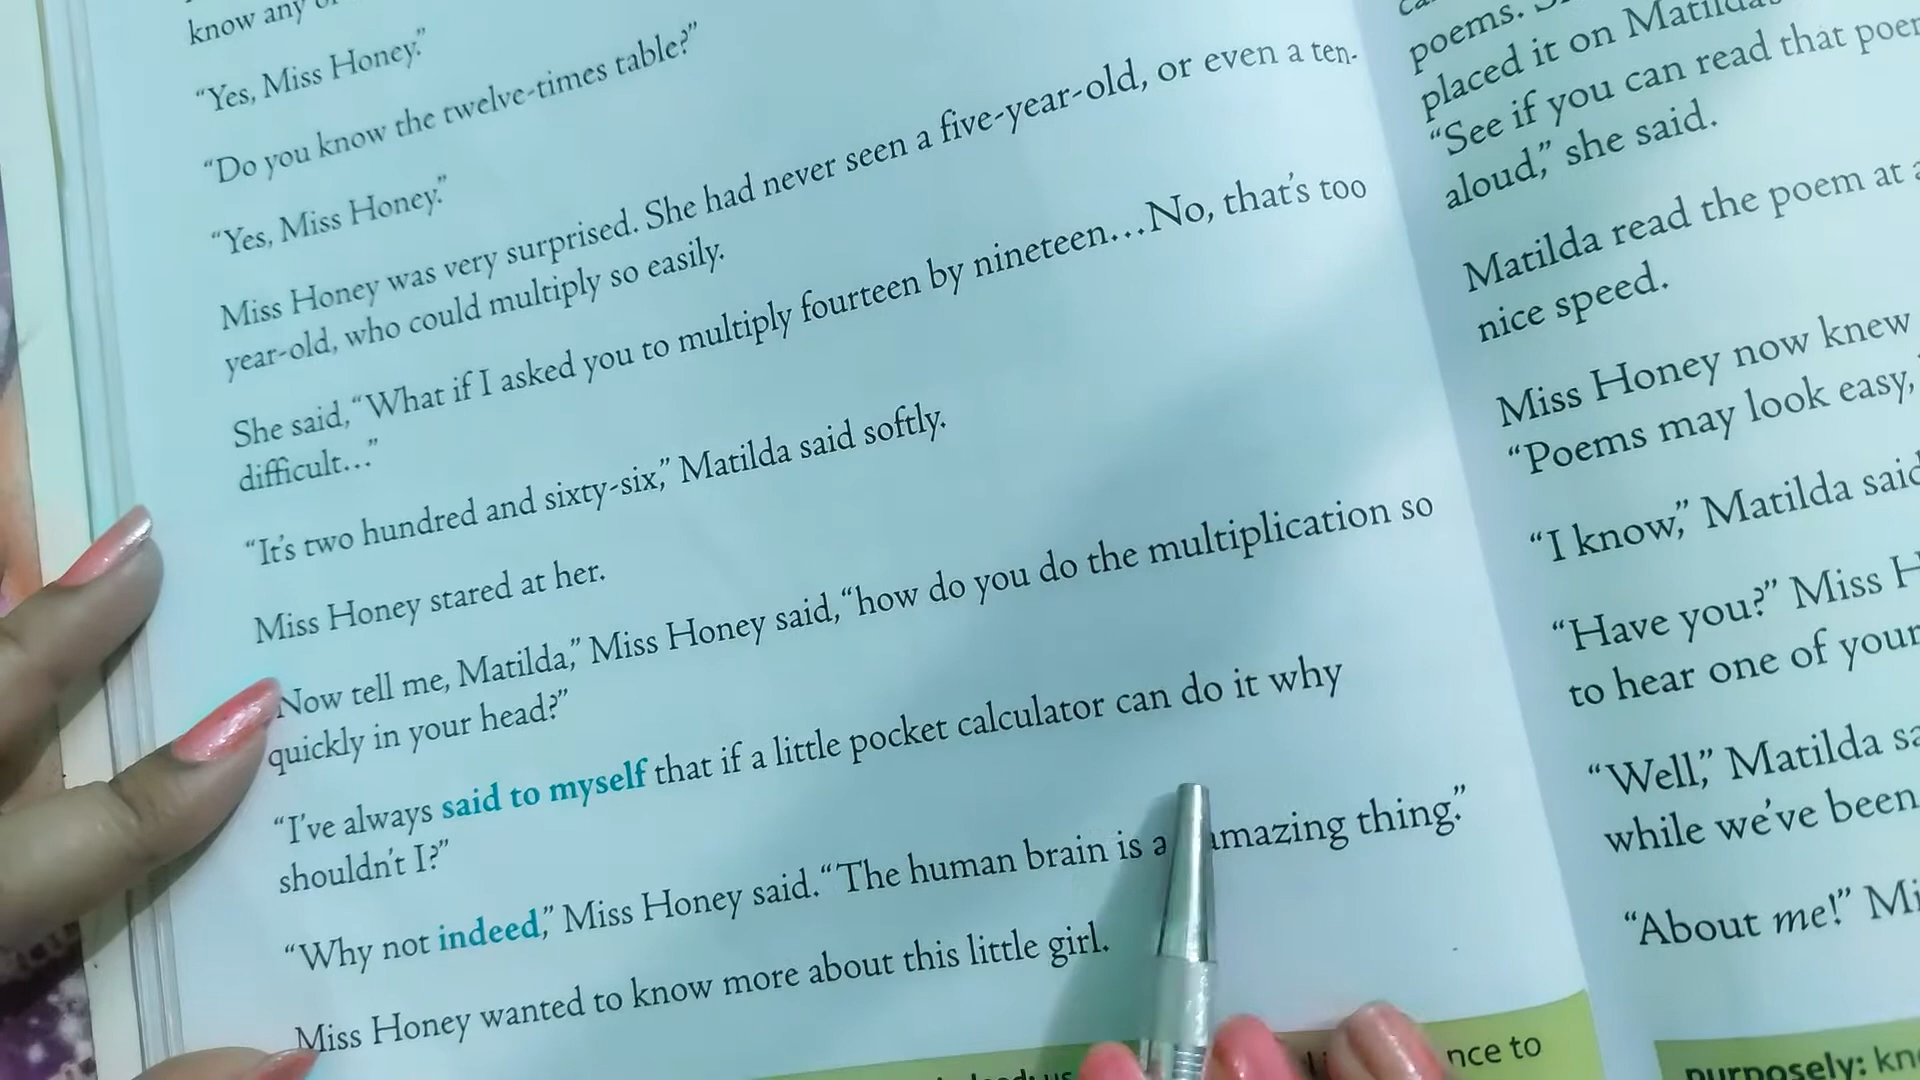 know any
"Yes, Miss Honey."
"Do you know the twelve-times table?"
"Yes, Miss Honey."
Miss Honey was very surprised. She had never seen a five-year-old, or even a ten-
year-old, who could multiply so easily.
She said, "What if I asked you to multiply fourteen by nineteen...No, that's too
difficult..."
"It's two hundred and sixty-six," Matilda said softly.
Miss Honey stared at her.
Now tell me, Matilda," Miss Honey said, "how do you do the multiplication so
quickly in your head?"
"I've always said to myself that if a little pocket calculator can do it why
shouldn't I?"
"Why not indeed," Miss Honey said. "The human brain is amazing thing."
Miss Honey wanted to know more about this little girl.
nce to
poems.
placed it on
"See if you can read that
aloud," she said.
Matilda read the poem at
nice speed.
Miss Honey now knew
"Poems may look easy,
"I know," Matilda said
"Have you?" Miss
to hear one of your
"Well," Matilda
while we've been
"About me!"
purposely: